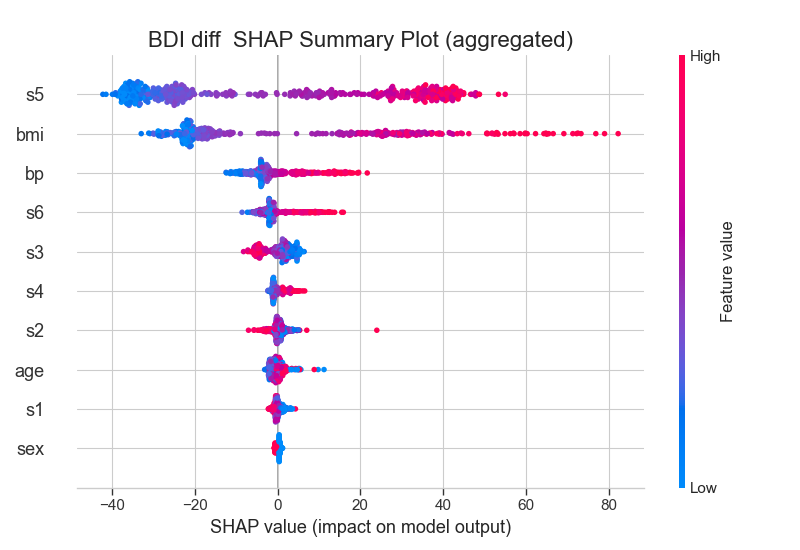 BDI diff  SHAP Summary Plot (aggregated)
High
s5
bmi
bp
s6
s3
s4
s2
age
s1
sex
Feature value
Low
−40 −20 0 20 40 60 80
SHAP value (impact on model output)